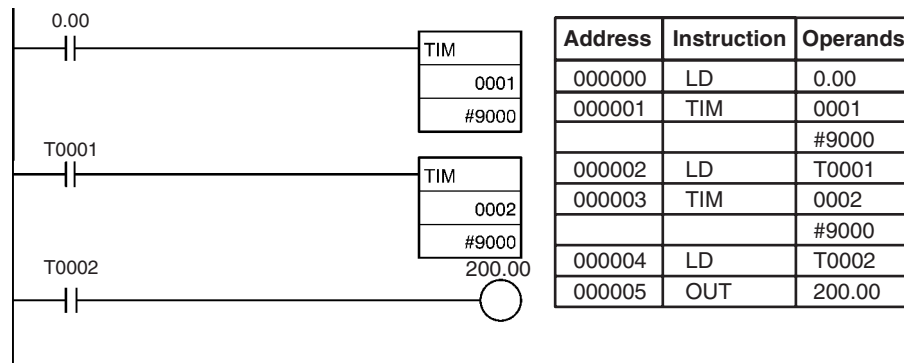 0.00
TIM
0001
#9000
T0001
TIM
0002
#9000
T0002
200.00
Address Instruction Operands
000000 LD 0.00
000001 TIM 0001
#9000
000002 LD T0001
000003 TIM 0002
#9000
000004 LD T0002
000005 OUT 200.00